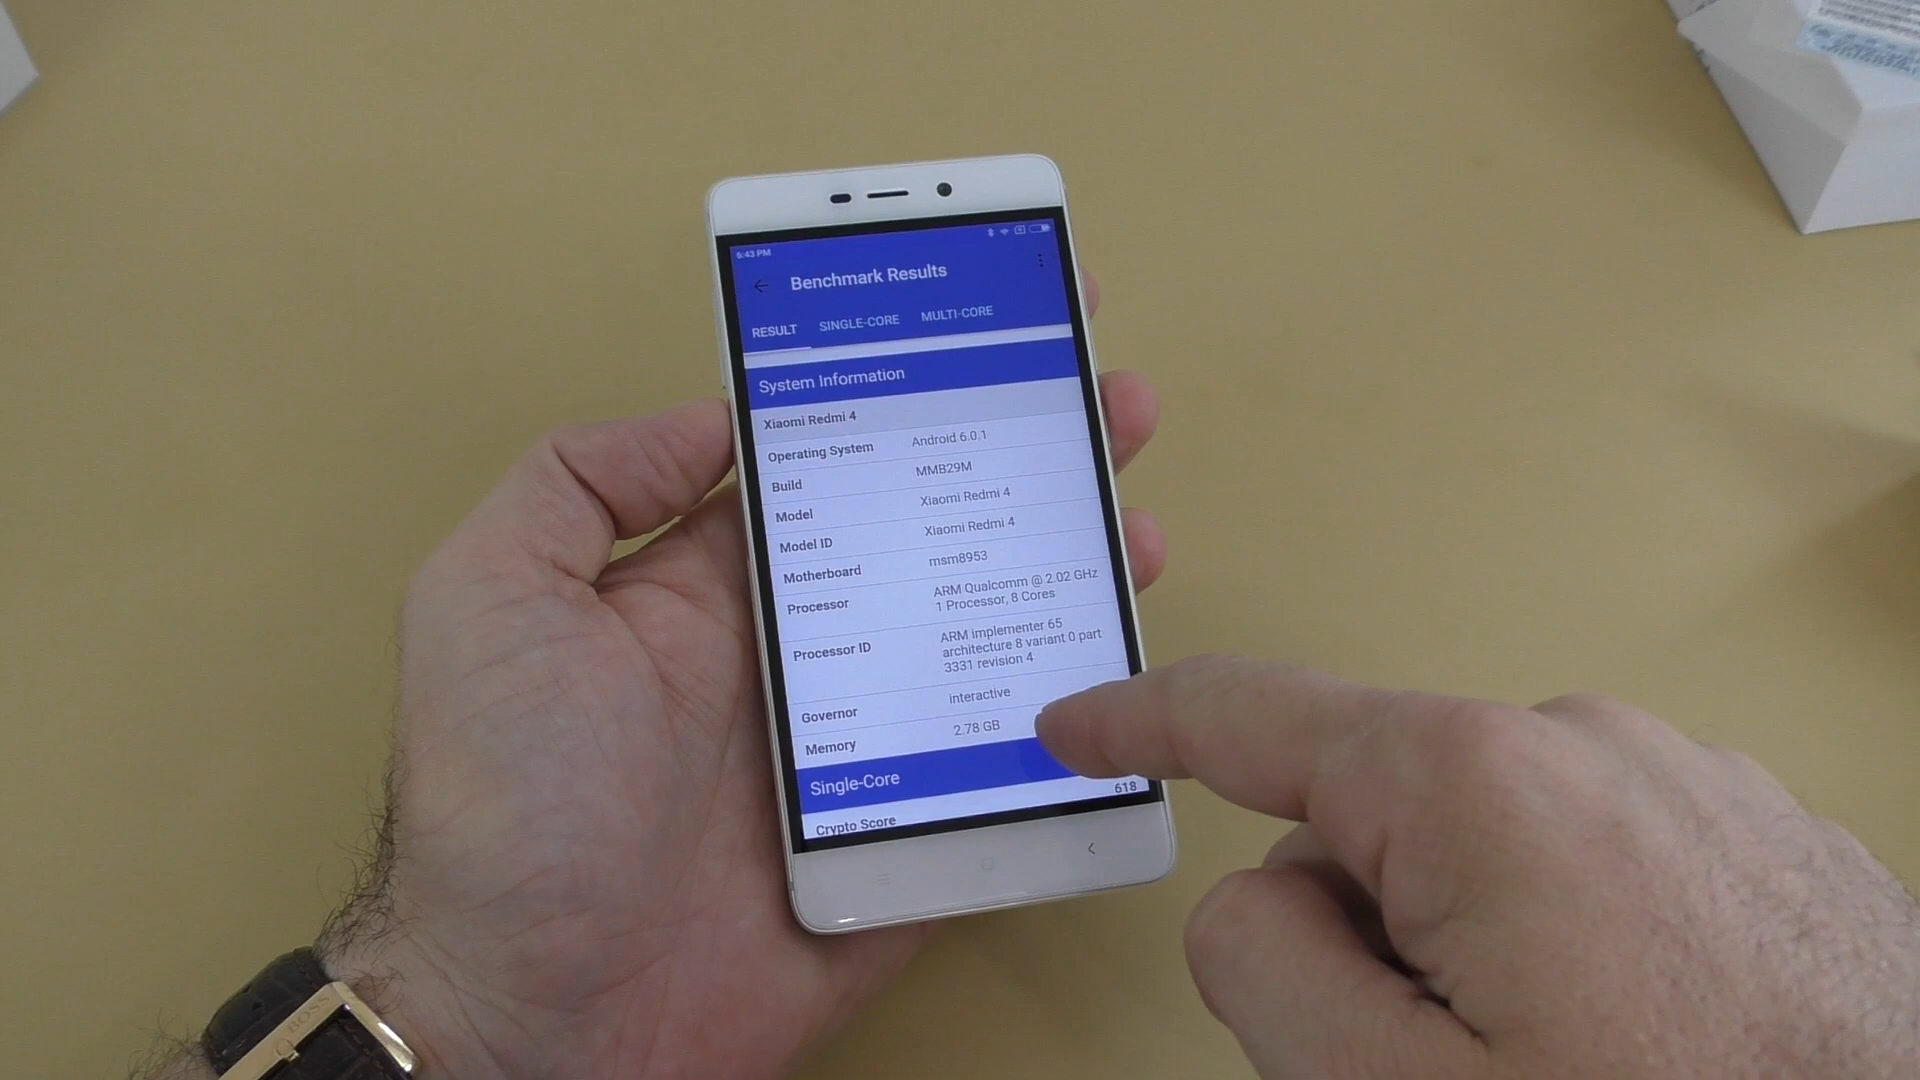 6:43 PM
Benchmark Results
RESULT SINGLE-CORE MULTI-CORE
System Information
Xiaomi Redmi 4
Operating System Android 6.0.1
Build MMB29M
Model Xiaomi Redmi 4
Model ID Xiaomi Redmi 4
Motherboard msm8953
Processor ARM Qualcomm @ 2.02 GHz
1 Processor, 8 Cores
Processor ID ARM implementer 65
architecture 8 variant 0 part
3331 revision 4
Governor interactive
Memory 2.78 GB
Single-Core
Crypto Score 618
BOSS